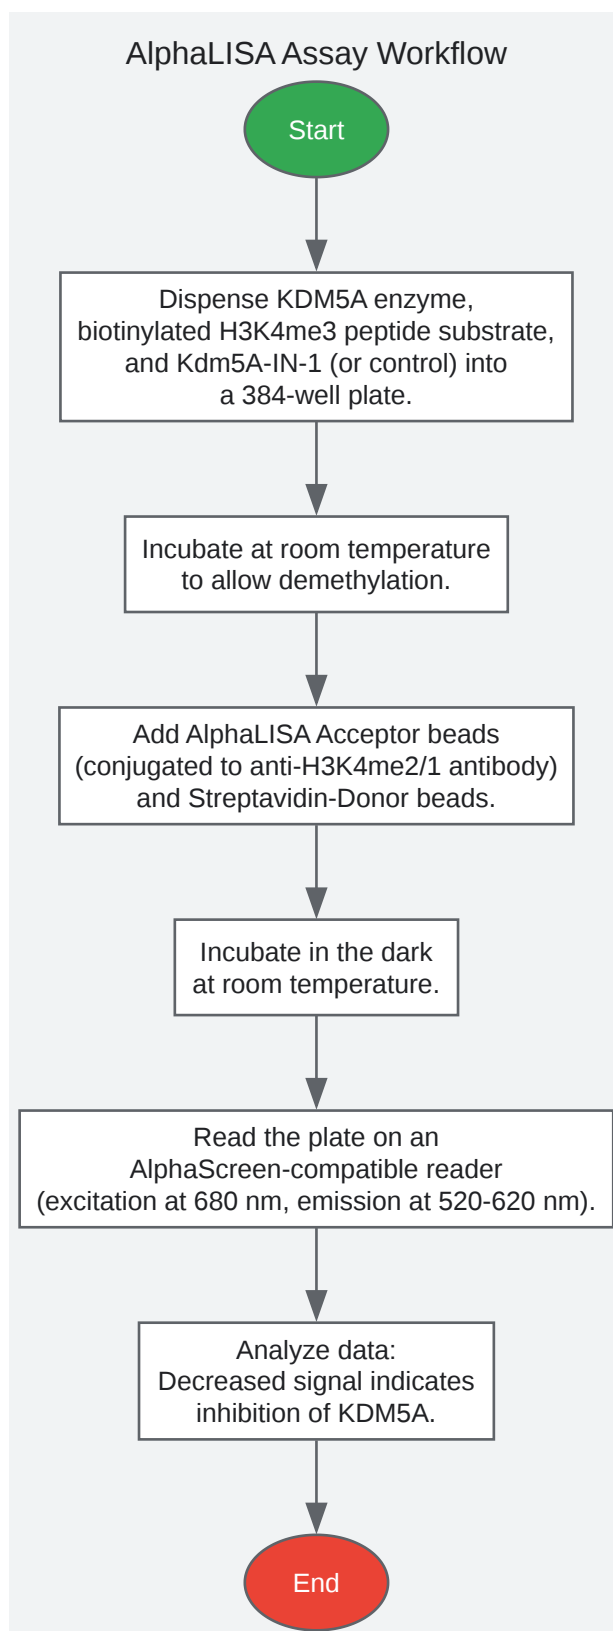 AlphaLISA Assay Workflow
Start
Dispense KDM5A enzyme,
biotinylated H3K4me3 peptide substrate,
and Kdm5A-IN-1 (or control) into
a 384-well plate.
Incubate at room temperature
to allow demethylation.
Add AlphaLISA Acceptor beads
(conjugated to anti-H3K4me2/1 antibody)
and Streptavidin-Donor beads.
Incubate in the dark
at room temperature.
Read the plate on an
AlphaScreen-compatible reader
(excitation at 680 nm, emission at 520-620 nm).
Analyze data:
Decreased signal indicates
inhibition of KDM5A.
End